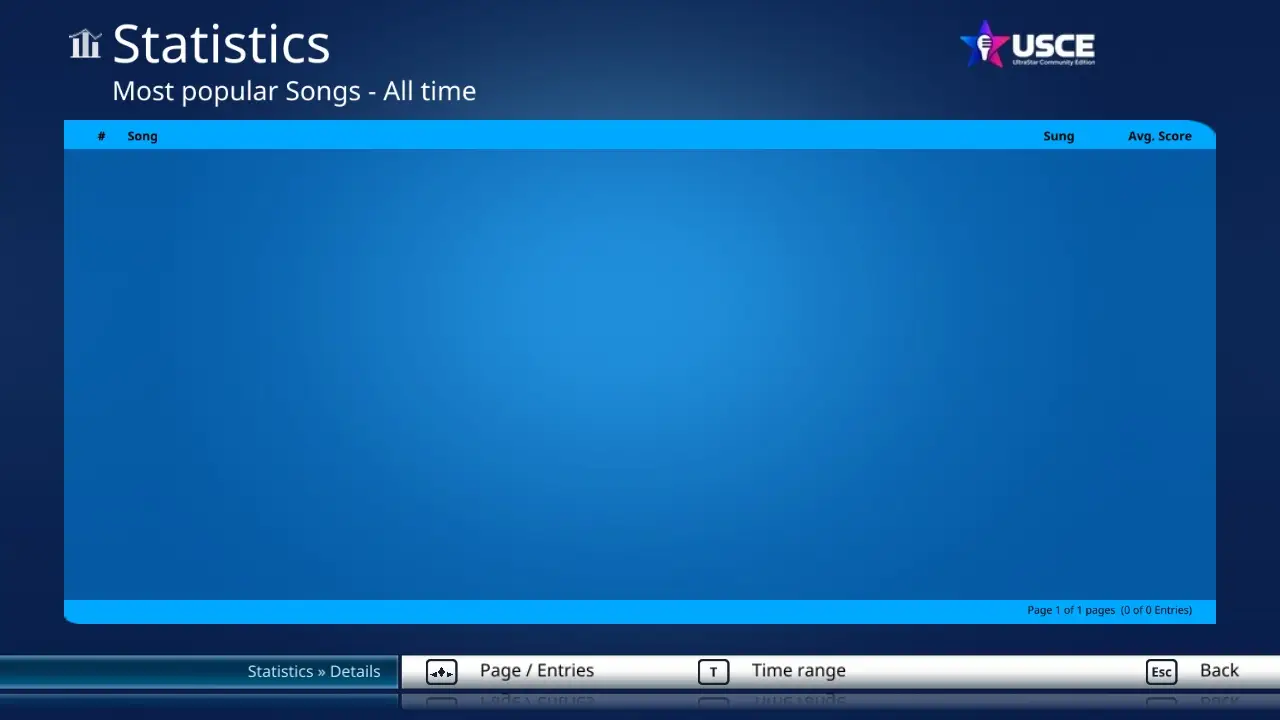 Statistics
USCE
UltraStar Community Edition
Most popular Songs - All time
# Song Sung Avg. Score
Page 1 of 1 pages (0 of 0 Entries)
Statistics » Details Page / Entries T Time range Esc Back